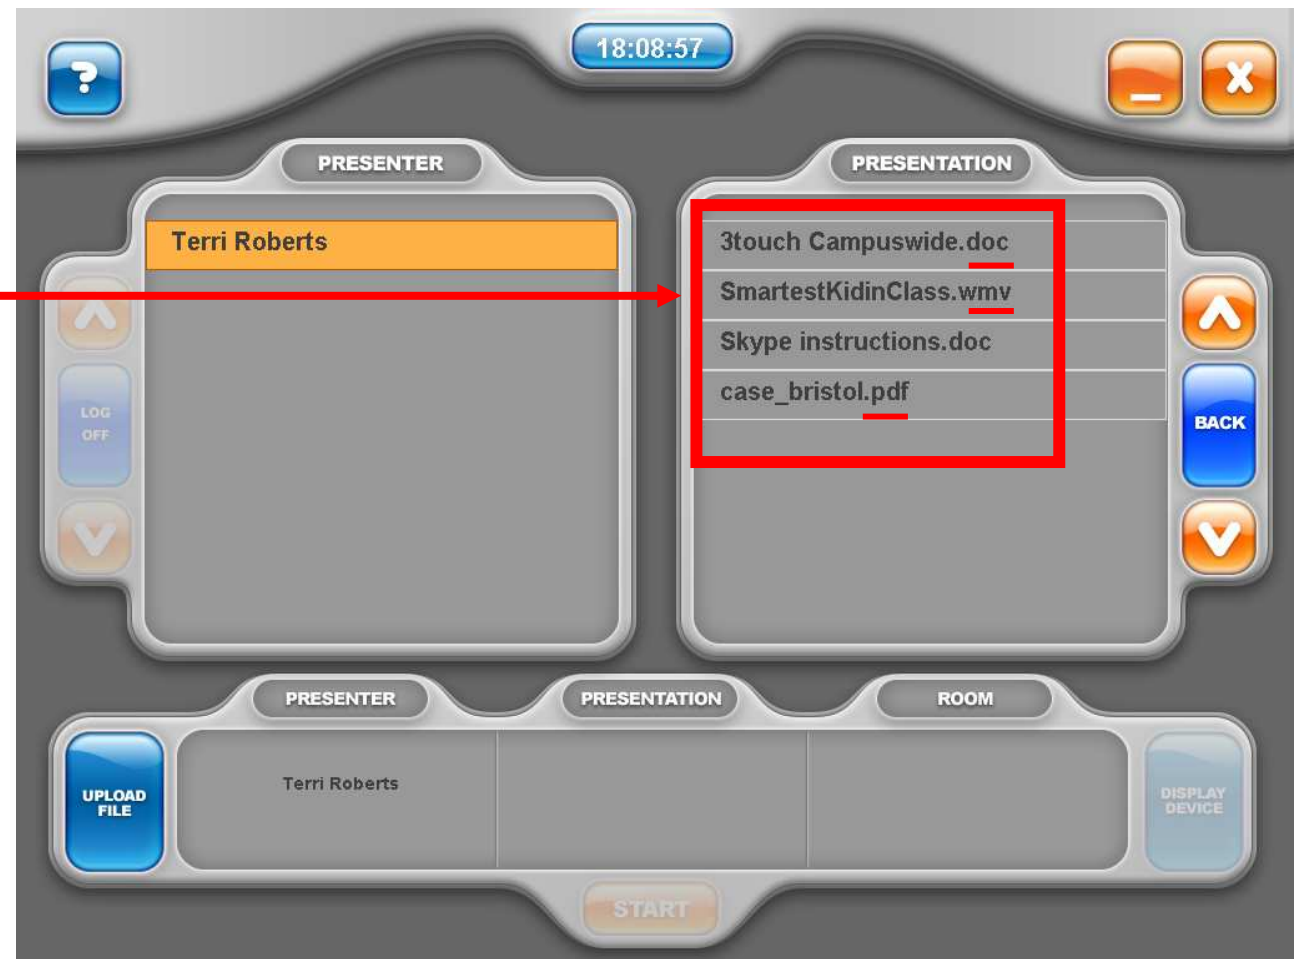 18:08:57
?
X
PRESENTER
PRESENTATION
Terri Roberts
3touch Campuswide.doc
SmartestKidinClass.wmv
Skype instructions.doc
case_bristol.pdf
LOG
OFF
BACK
PRESENTER
PRESENTATION
ROOM
UPLOAD
FILE
Terri Roberts
DISPLAY
DEVICE
START